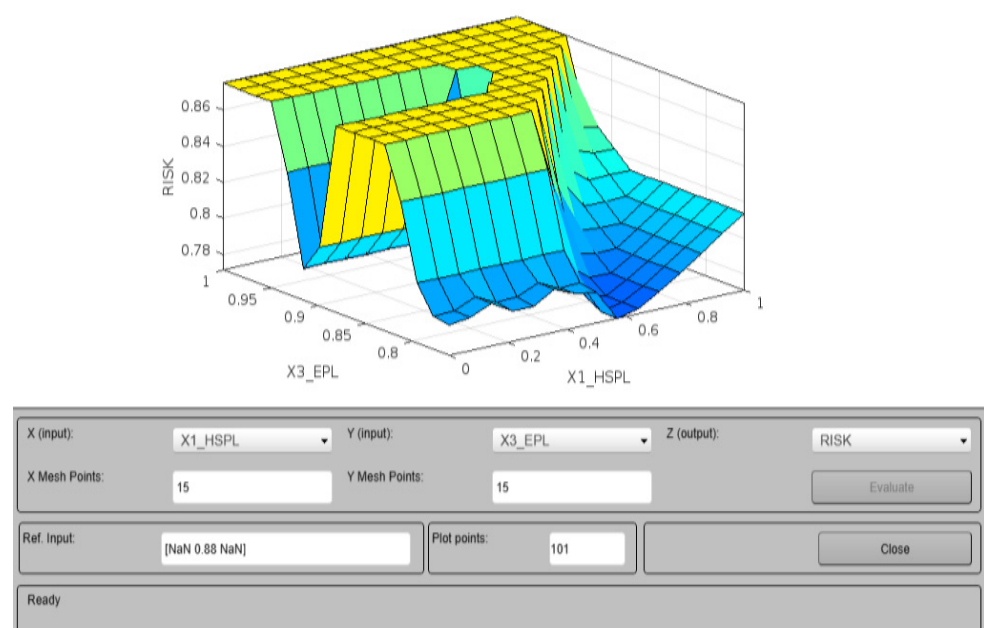 0.86
0.84
0.82
0.8
0.78
RISK
1
0.95
0.9
0.85
0.8
X3_EPL
0
0.2
0.4
0.6
0.8
1
X1_HSPL
X (input): X1_HSPL Y (input): X3_EPL Z (output): RISK
X Mesh Points: 15 Y Mesh Points: 15 Evaluate
Ref. Input: [NaN 0.88 NaN] Plot points: 101 Close
Ready